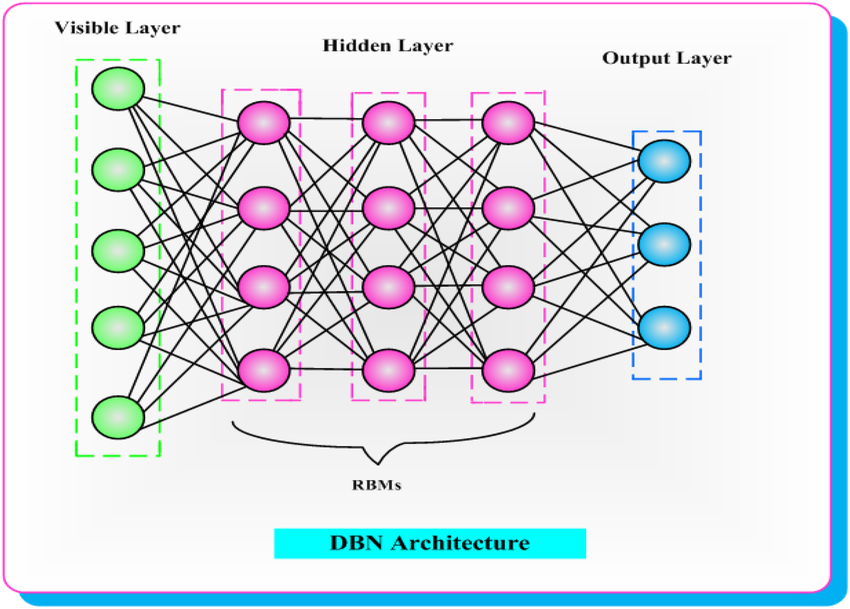 Visible Layer
Hidden Layer
Output Layer
RBMs
DBN Architecture